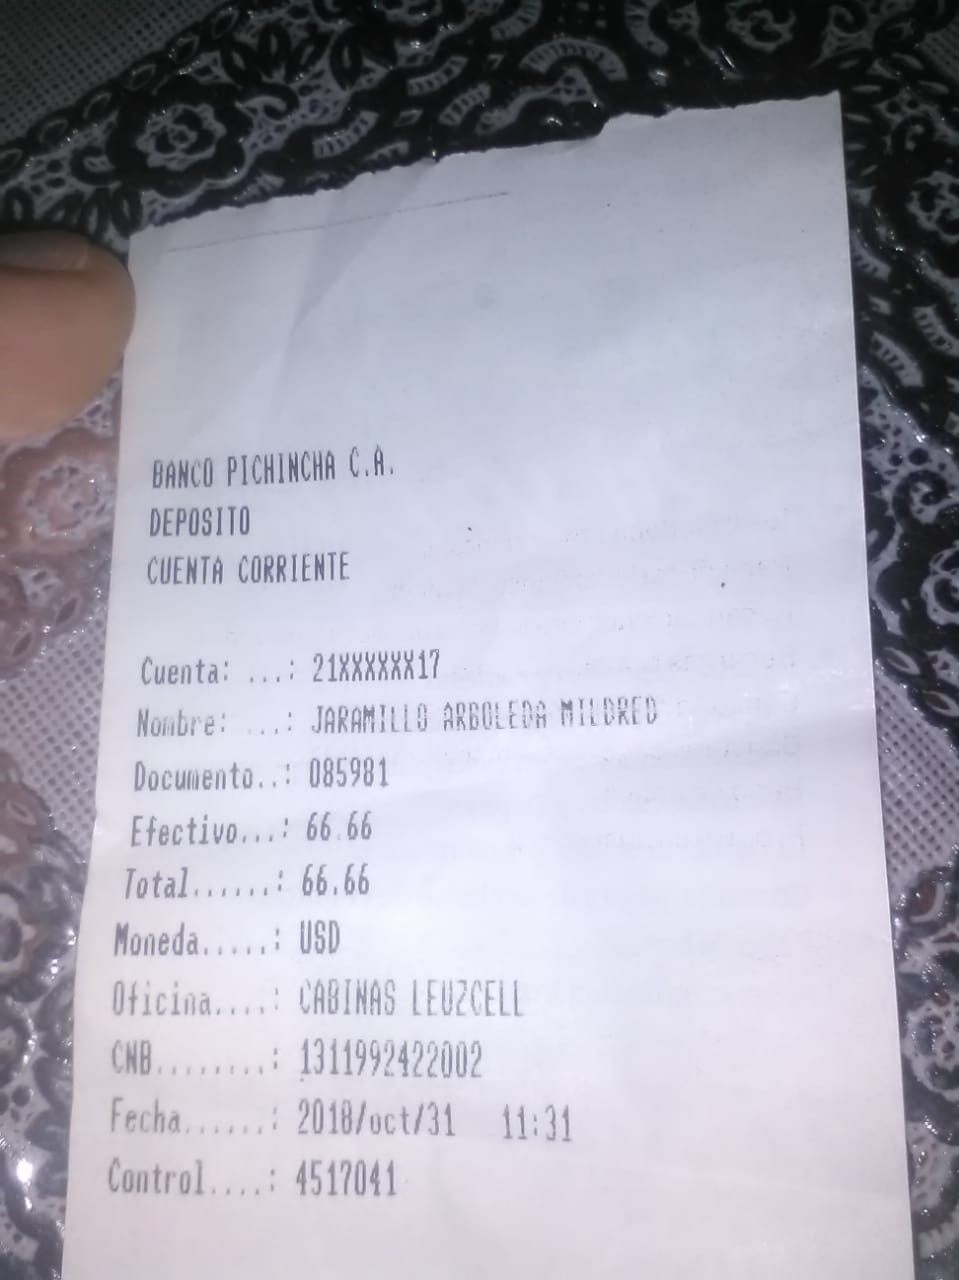 BANCO PICHINCHA C.A.
DEPOSITO
CUENTA CORRIENTE
Cuenta: ...: 21XXXXXX17
Nombre: ...: JARAMILLO ARBOLEDA MILDRED
Documento..: 085981
Efectivo...: 66.66
Total......: 66.66
Moneda.....: USD
Oficina....: CABINAS LEUZCELL
CNB........: 1311992422002
Fecha......: 2018/oct/31 11:31
Control....: 4517041